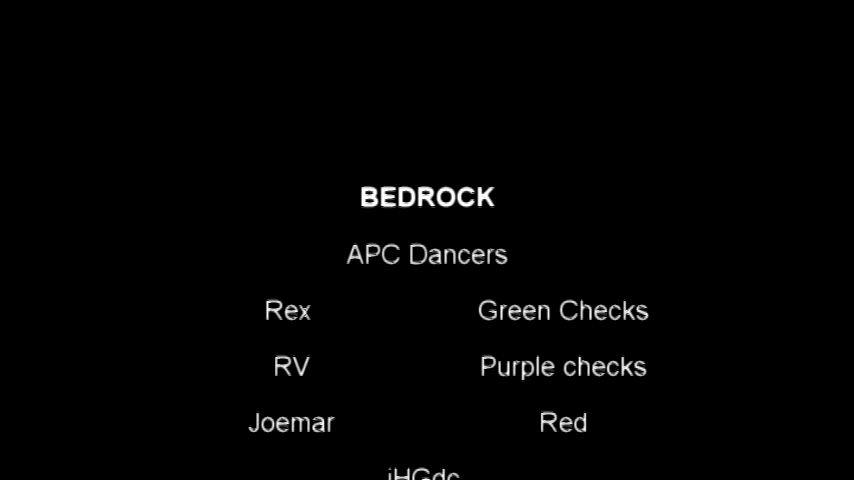 BEDROCK
APC Dancers
Rex Green Checks
RV Purple checks
Joemar Red